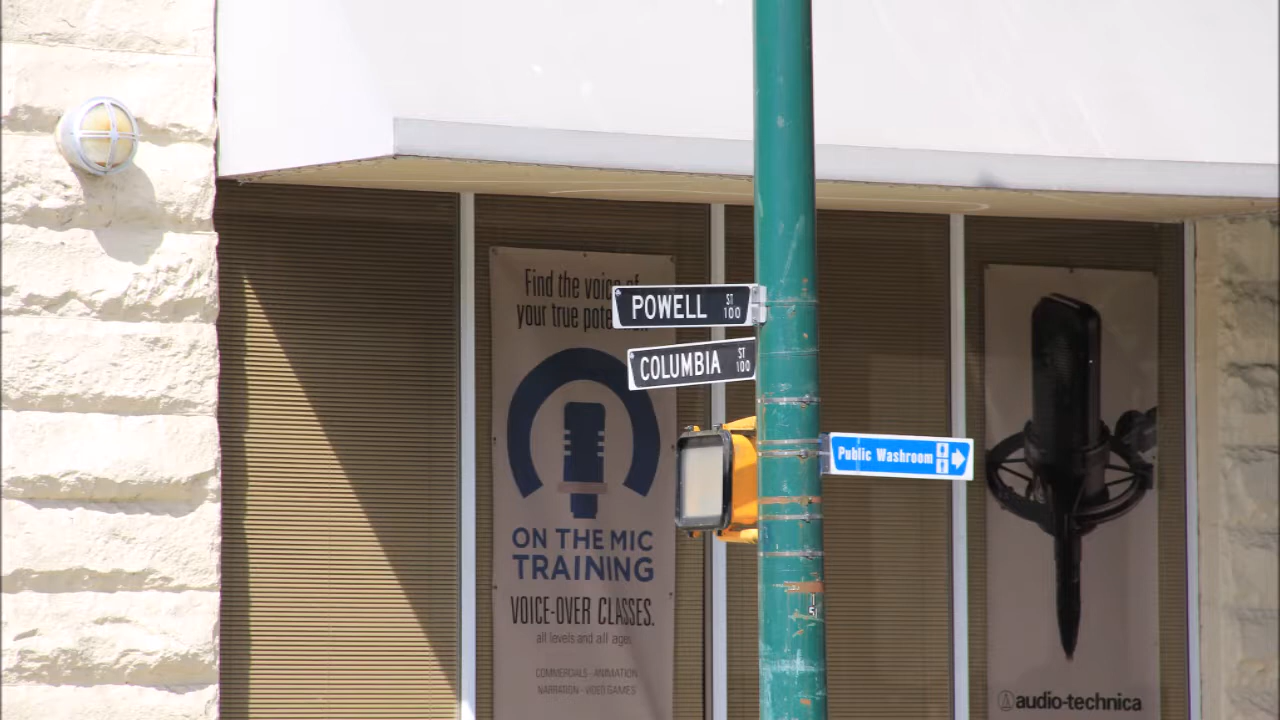 Find the voice of
your true
POWELL ST 100
COLUMBIA ST 100
Public Washroom
ON THE MIC
TRAINING
VOICE-OVER CLASSES.
all levels and all ages.
COMMERCIALS - ANIMATION
NARRATION - VIDEO GAMES
audio-technica